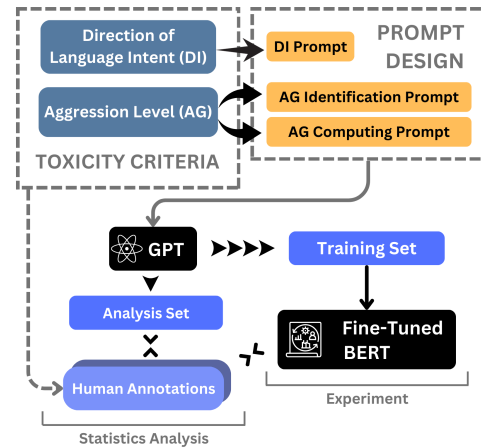 Direction of
Language Intent (DI)
Aggression Level (AG)
TOXICITY CRITERIA
PROMPT
DESIGN
DI Prompt
AG Identification Prompt
AG Computing Prompt
GPT
Training Set
Analysis Set
Fine-Tuned
BERT
Human Annotations
Experiment
Statistics Analysis